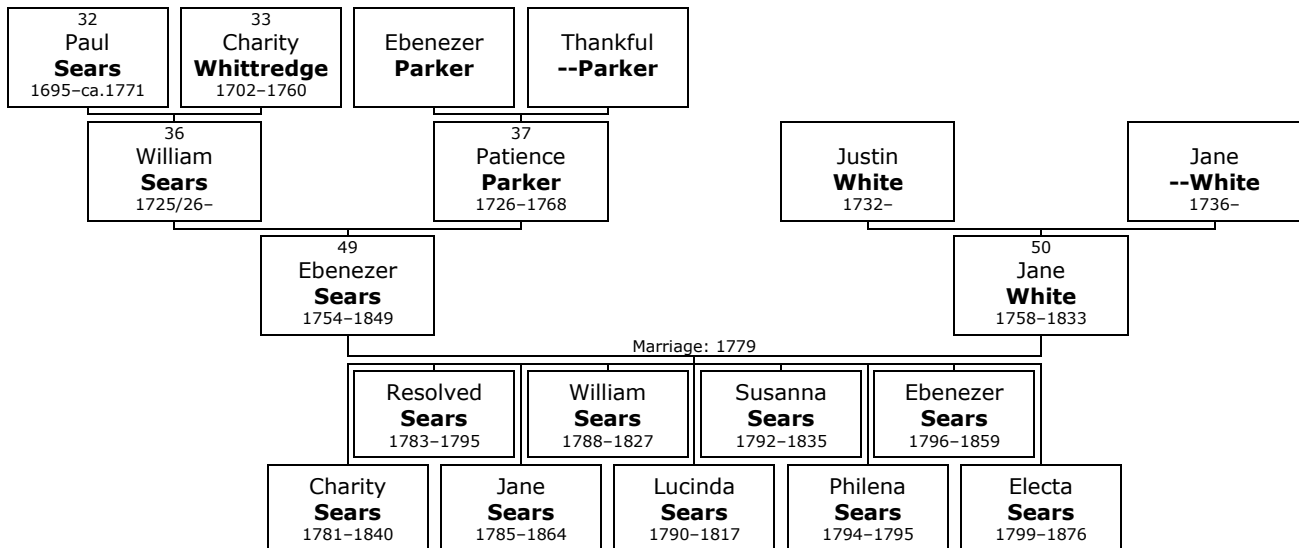 32
Paul
Sears
1695–ca.1771
33
Charity
Whittredge
1702–1760
Ebenezer
Parker
Thankful
--Parker
36
William
Sears
1725/26–
37
Patience
Parker
1726–1768
Justin
White
1732–
Jane
--White
1736–
49
Ebenezer
Sears
1754–1849
50
Jane
White
1758–1833
Marriage: 1779
Resolved
Sears
1783–1795
William
Sears
1788–1827
Susanna
Sears
1792–1835
Ebenezer
Sears
1796–1859
Charity
Sears
1781–1840
Jane
Sears
1785–1864
Lucinda
Sears
1790–1817
Philena
Sears
1794–1795
Electa
Sears
1799–1876